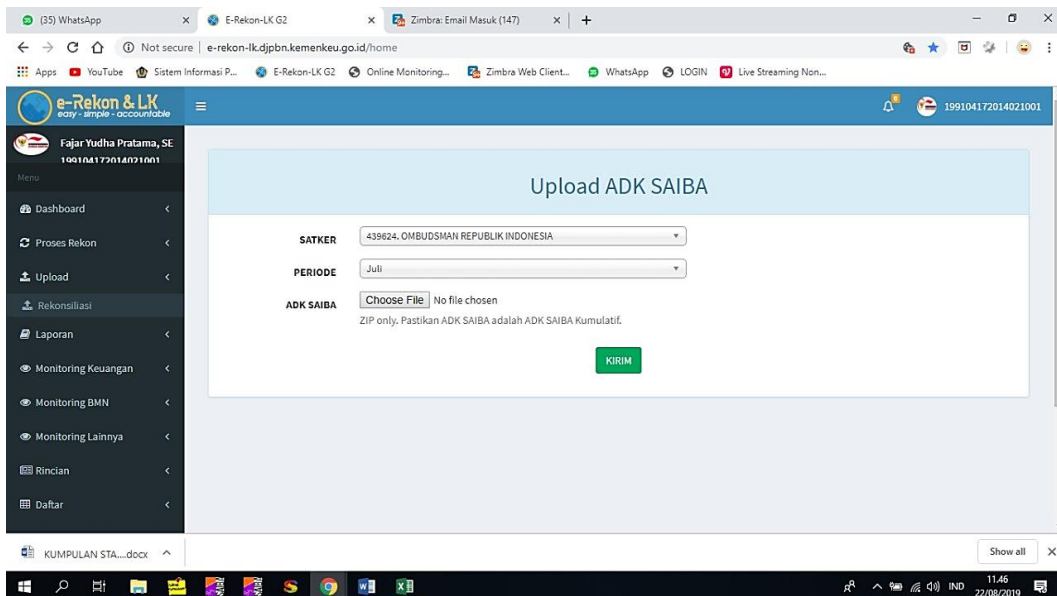 (35) WhatsApp
E-Rekon-LK G2
Zimbra: Email Masuk (147)
Not secure | e-rekon-lk.djpbn.kemenkeu.go.id/home
Apps YouTube Sistem Informasi P... E-Rekon-LK G2 Online Monitoring... Zimbra Web Client... WhatsApp LOGIN Live Streaming Non...
e-Rekon & LK
easy - simple - accountable
199104172014021001
Fajar Yudha Pratama, SE
199104172014021001
Menu
Dashboard
Proses Rekon
Upload
Rekonsiliasi
Laporan
Monitoring Keuangan
Monitoring BMN
Monitoring Lainnya
Rincian
Daftar
Upload ADK SAIBA
SATKER 439624. OMBUDSMAN REPUBLIK INDONESIA
PERIODE Juli
ADK SAIBA Choose File No file chosen
ZIP only. Pastikan ADK SAIBA adalah ADK SAIBA Kumulatif.
KIRIM
KUMPULAN STA....docx
Show all
IND
11.46
22/08/2019